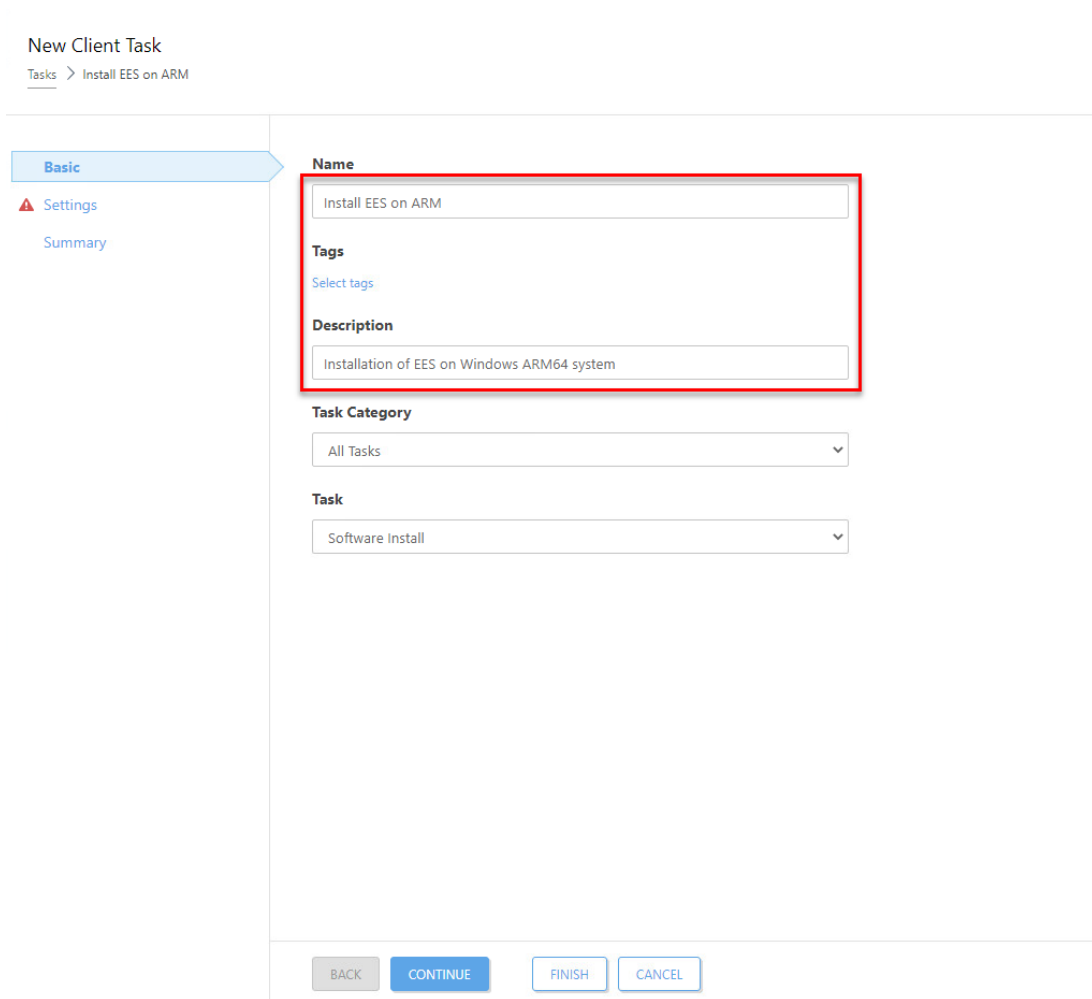 New Client Task
Tasks > Install EES on ARM
Basic
Settings
Summary
Name
Install EES on ARM
Tags
Select tags
Description
Installation of EES on Windows ARM64 system
Task Category
All Tasks
Task
Software Install
BACK CONTINUE FINISH CANCEL